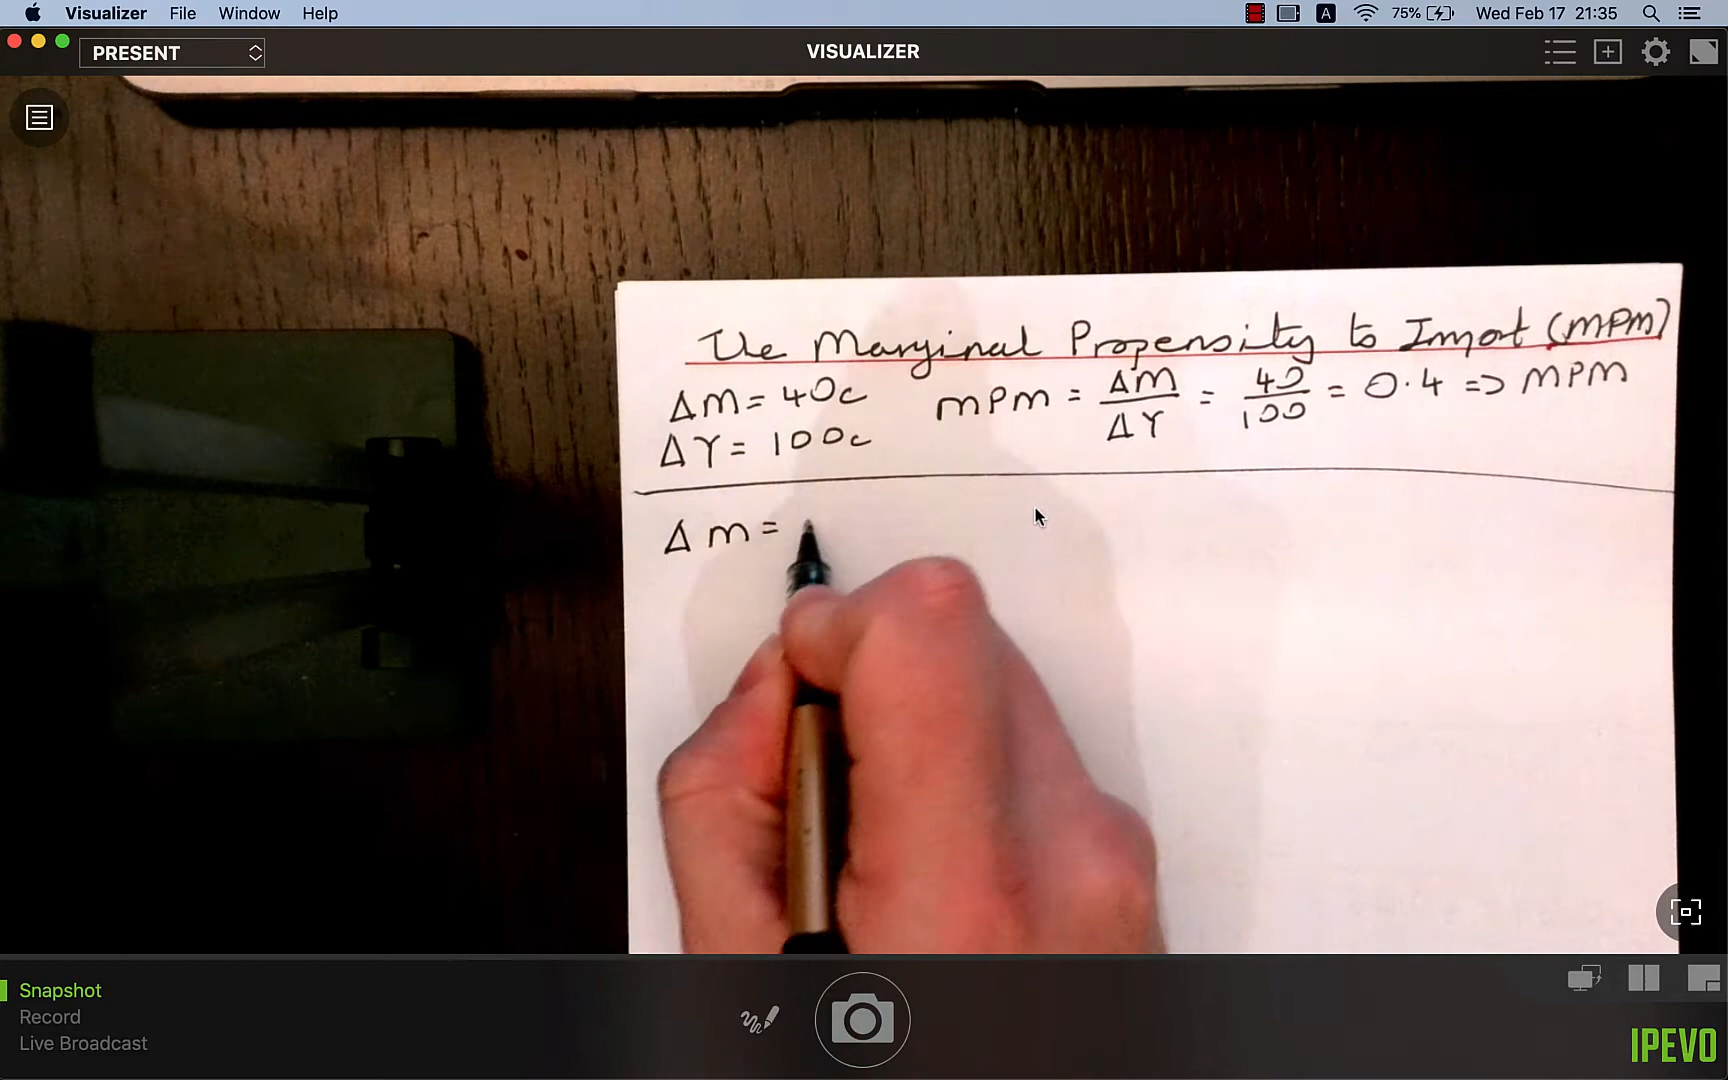 Visualizer File Window Help A 75% Wed Feb 17 21:35
PRESENT VISUALIZER
The Marginal Propensity to Import (MPM)
ΔM = 40c MPM = ΔM/ΔY = 40/100 = 0.4 => MPM
ΔY = 100c
ΔM =
Snapshot
Record
Live Broadcast
IPEVO